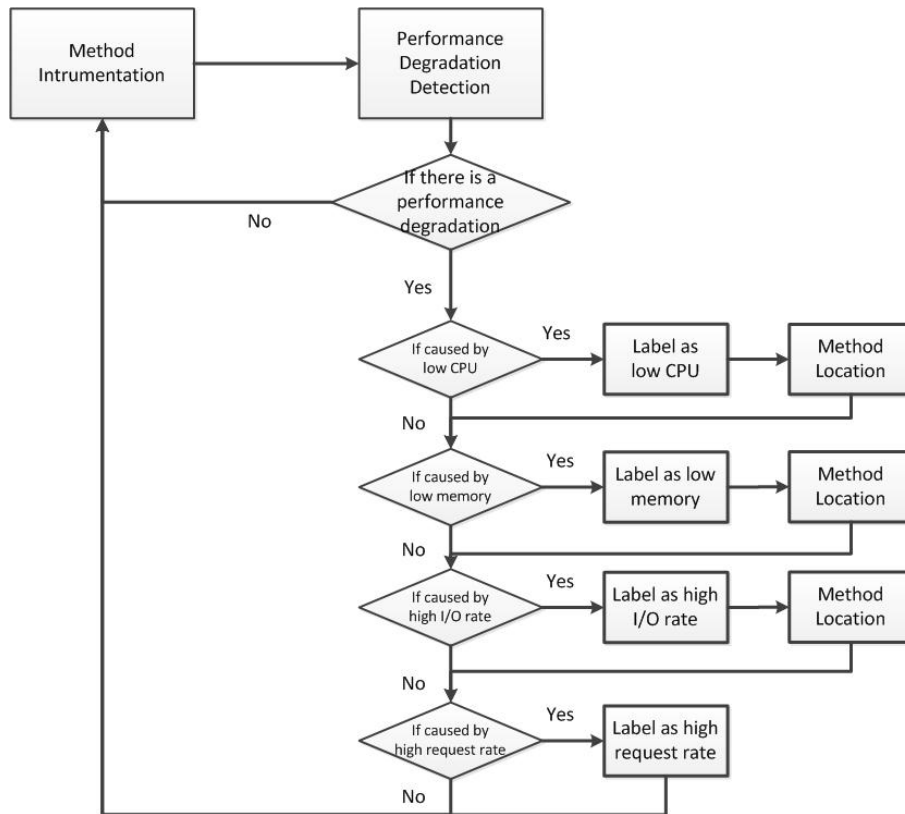 Method
Intrumentation
Performance
Degradation
Detection
If there is a
performance
degradation
No
Yes
If caused by
low CPU
Yes
Label as
low CPU
Method
Location
No
If caused by
low memory
Yes
Label as low
memory
Method
Location
No
If caused by
high I/O rate
Yes
Label as high
I/O rate
Method
Location
No
If caused by
high request rate
Yes
Label as high
request rate
No